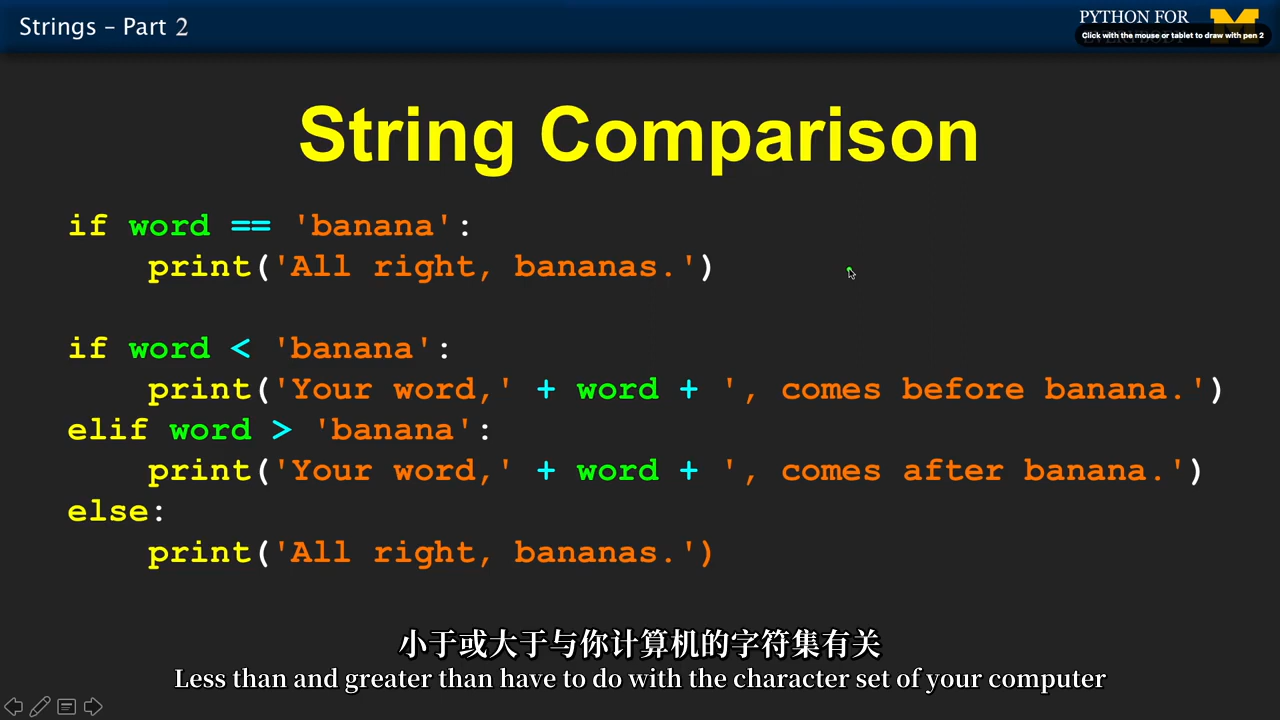 Strings – Part 2
PYTHON FOR
Click with the mouse or tablet to draw with pen 2
String Comparison
if word == 'banana':
    print('All right, bananas.')
if word < 'banana':
    print('Your word,' + word + ', comes before banana.')
elif word > 'banana':
    print('Your word,' + word + ', comes after banana.')
else:
    print('All right, bananas.')
小于或大于与你计算机的字符集有关
Less than and greater than have to do with the character set of your computer